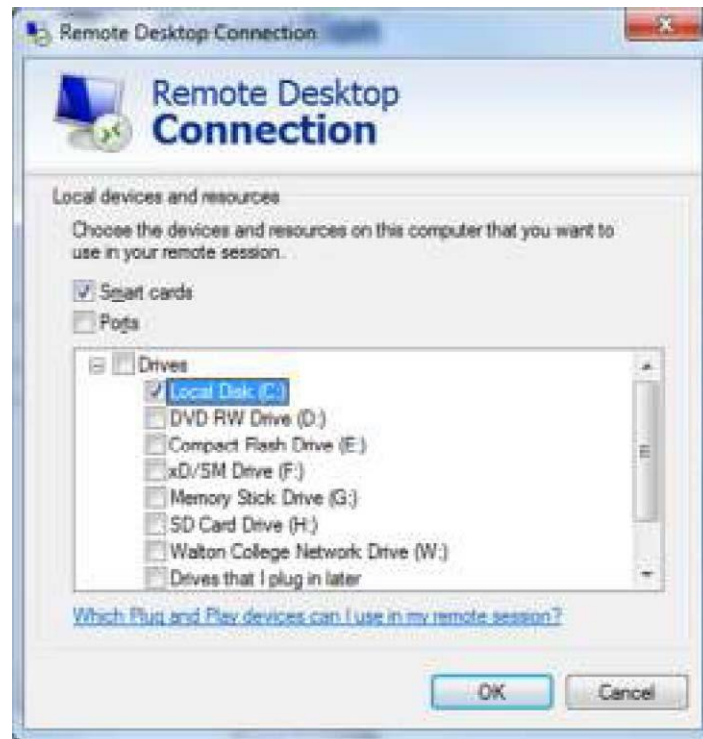 Remote Desktop Connection
Remote Desktop
Connection
Local devices and resources
Choose the devices and resources on this computer that you want to
use in your remote session.
Smart cards
Ports
Drives
Local Disk (C:)
DVD RW Drive (D:)
Compact Flash Drive (E:)
xD/SM Drive (F:)
Memory Stick Drive (G:)
SD Card Drive (H:)
Walton College Network Drive (W:)
Drives that I plug in later
Which Plug and Play devices can I use in my remote session?
OK
Cancel